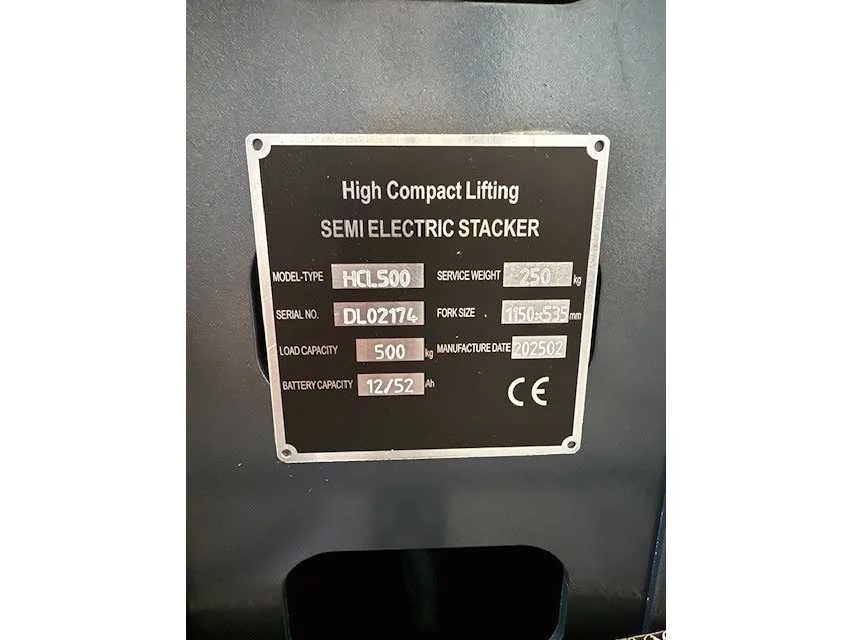 High Compact Lifting
SEMI ELECTRIC STACKER
MODEL-TYPE HCL500 SERVICE WEIGHT 250 kg
SERIAL NO. DL02174 FORK SIZE 1150x535 mm
LOAD CAPACITY 500 kg MANUFACTURE DATE 202502
BATTERY CAPACITY 12/52 Ah
CE